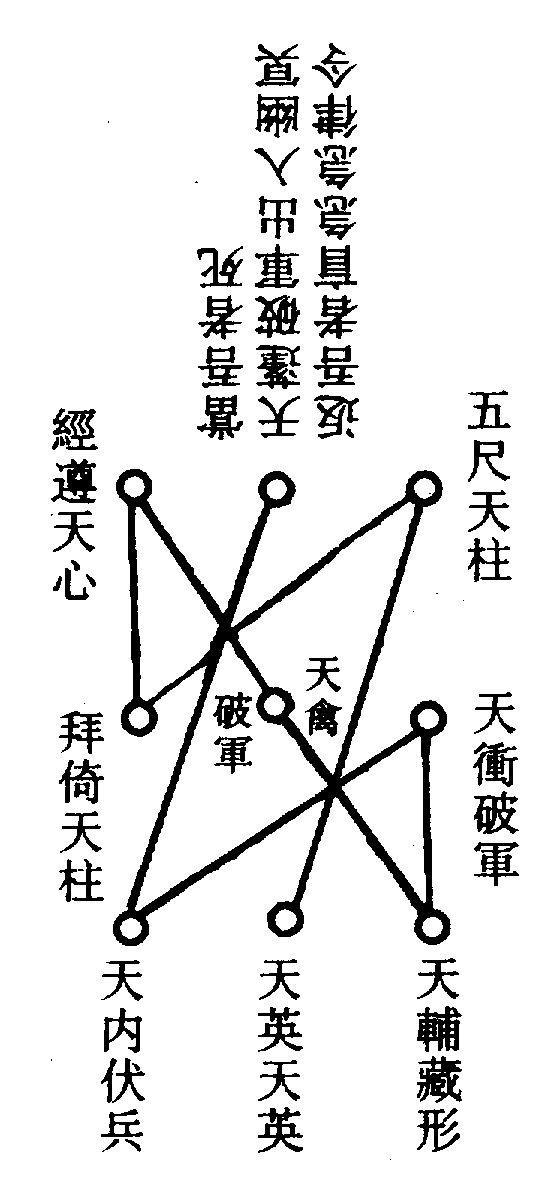 當吾者死
天蓬破軍出入幽冥
返吾者盲急急律令
五尺天柱
經遵天心
天禽
破軍
天衝破軍
拜倚天柱
天輔藏形
天英天英
天内伏兵